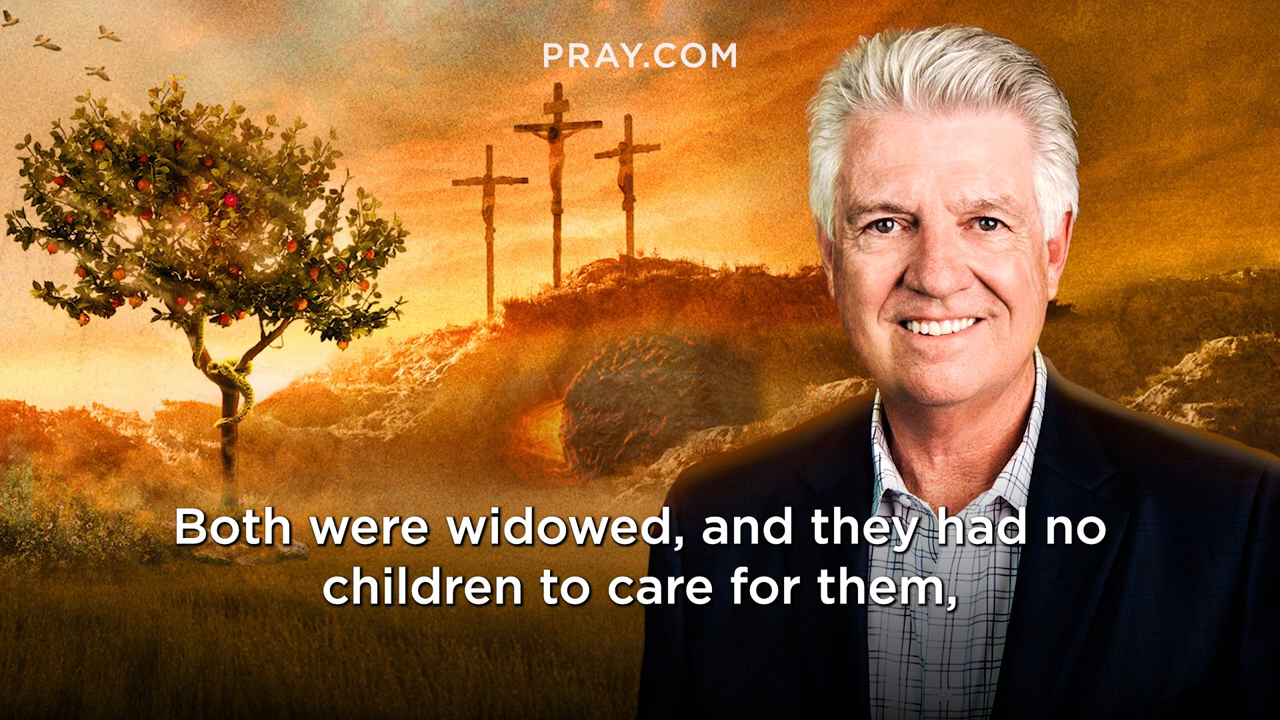 PRAY.COM
Both were widowed, and they had no
children to care for them,